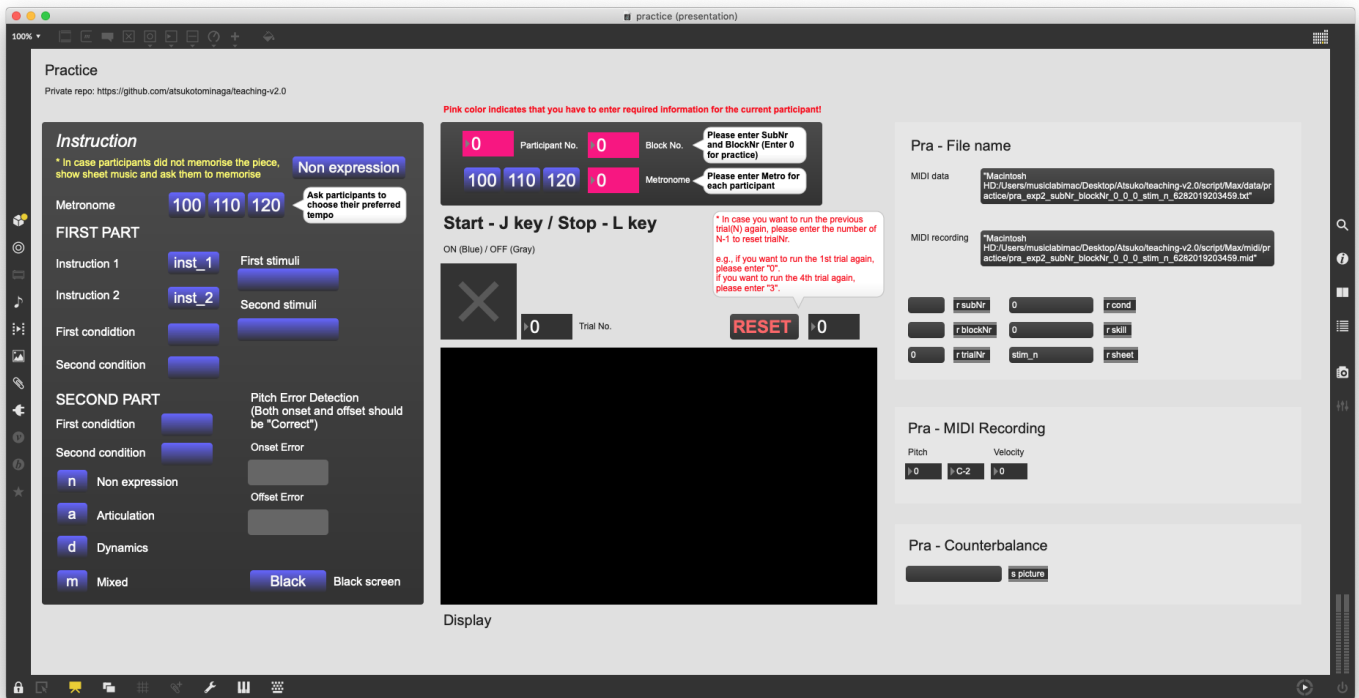 practice (presentation)
100%
Practice
Private repo: https://github.com/atsukotominaga/teaching-v2.0
Instruction
* In case participants did not memorise the piece,
show sheet music and ask them to memorise
Non expression
Metronome
100
110
120
Ask participants to
choose their preferred
tempo
FIRST PART
Instruction 1
inst_1
First stimuli
Instruction 2
inst_2
Second stimuli
First condidtion
Second condition
SECOND PART
First condidtion
Second condition
Pitch Error Detection
(Both onset and offset should
be "Correct")
Onset Error
Offset Error
n
Non expression
a
Articulation
d
Dynamics
m
Mixed
Black
Black screen
Pink color indicates that you have to enter required information for the current participant!
0
Participant No.
0
Block No.
Please enter SubNr
and BlockNr (Enter 0
for practice)
100
110
120
0
Metronome
Please enter Metro for
each participant
Start - J key / Stop - L key
ON (Blue) / OFF (Gray)
0
Trial No.
* In case you want to run the previous
trial(N) again, please enter the number of
N-1 to reset trialNr.
e.g., if you want to run the 1st trial again,
please enter "0".
if you want to run the 4th trial again,
please enter "3".
RESET
0
Display
Pra - File name
MIDI data
"Macintosh
HD:/Users/musiclabimac/Desktop/Atsuko/teaching-v2.0/script/Max/data/pr
actice/pra_exp2_subNr_blockNr_0_0_0_stim_n_6282019203459.txt"
MIDI recording
"Macintosh
HD:/Users/musiclabimac/Desktop/Atsuko/teaching-v2.0/script/Max/midi/pr
actice/pra_exp2_subNr_blockNr_0_0_0_stim_n_6282019203459.mid"
r subNr
0
r cond
r blockNr
0
r skill
0
r trialNr
stim_n
r sheet
Pra - MIDI Recording
Pitch
Velocity
0
C-2
0
Pra - Counterbalance
s picture